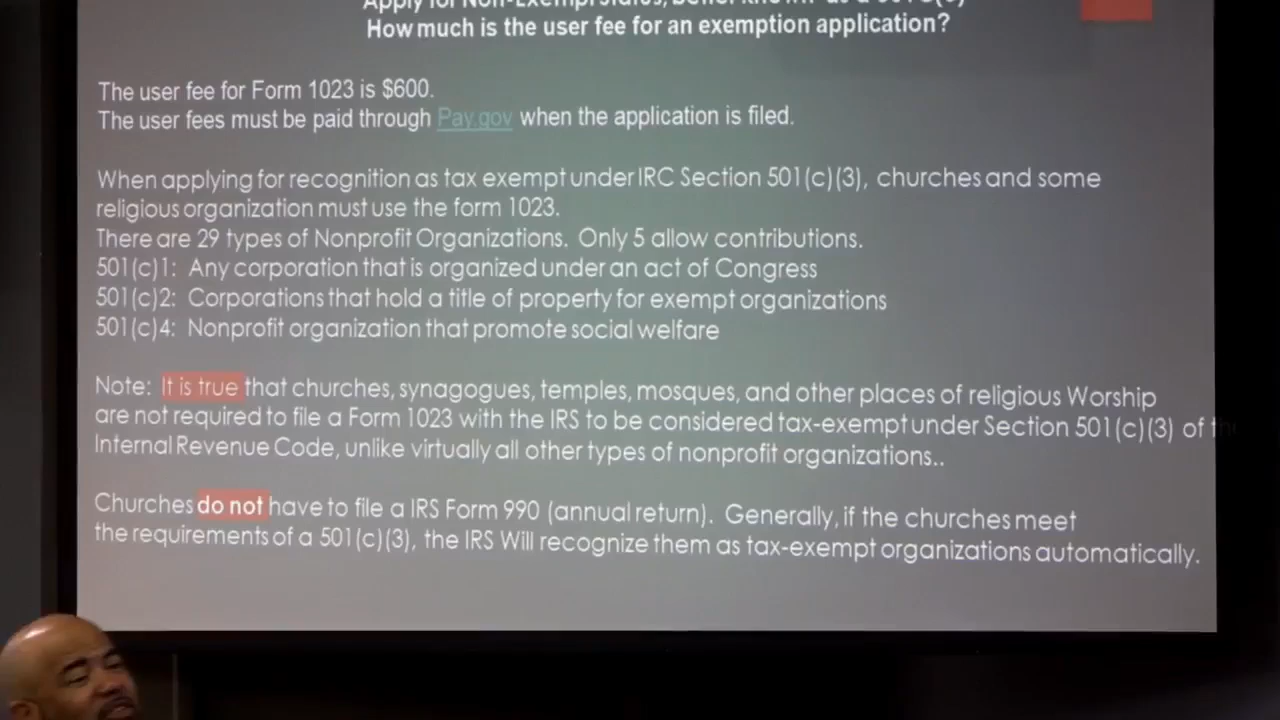 How much is the user fee for an exemption application?
The user fee for Form 1023 is $600.
The user fees must be paid through Pay.gov when the application is filed.
When applying for recognition as tax exempt under IRC Section 501(c)(3), churches and some
religious organization must use the form 1023.
There are 29 types of Nonprofit Organizations. Only 5 allow contributions.
501(c)1: Any corporation that is organized under an act of Congress
501(c)2: Corporations that hold a title of property for exempt organizations
501(c)4: Nonprofit organization that promote social welfare
Note: It is true that churches, synagogues, temples, mosques, and other places of religious Worship
are not required to file a Form 1023 with the IRS to be considered tax-exempt under Section 501(c)(3) of
Internal Revenue Code, unlike virtually all other types of nonprofit organizations..
Churches do not have to file a IRS Form 990 (annual return). Generally, if the churches meet
the requirements of a 501(c)(3), the IRS Will recognize them as tax-exempt organizations automatically.